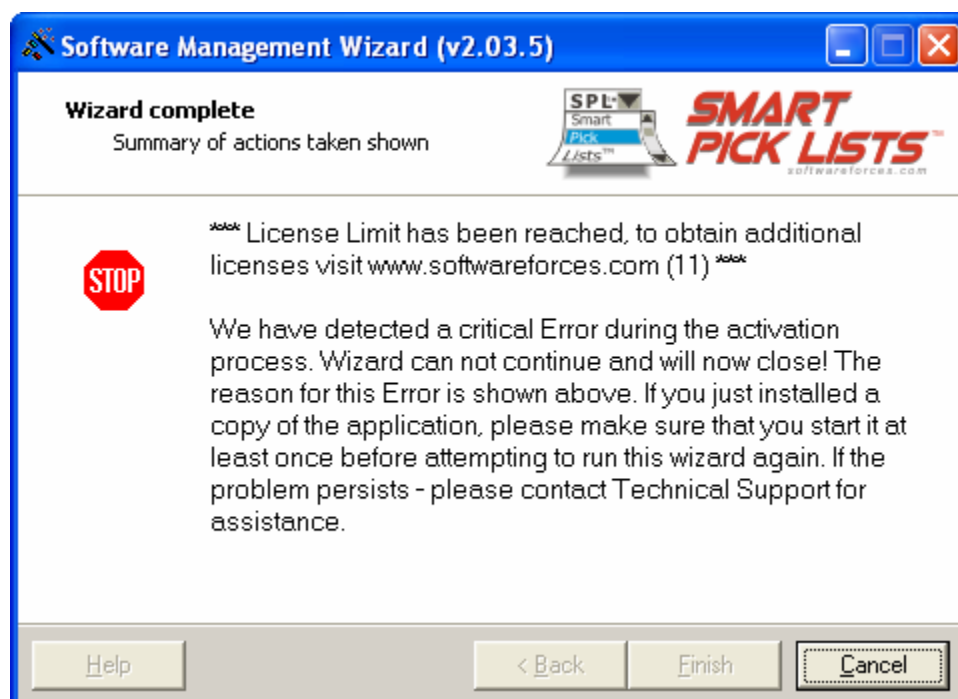 Software Management Wizard (v2.03.5)
Wizard complete
Summary of actions taken shown
SPL™
Smart
Pick
Lists™
SMART
PICK LISTS™
softwareforces.com
*** License Limit has been reached, to obtain additional
licenses visit www.softwareforces.com (11) ***
STOP
We have detected a critical Error during the activation
process. Wizard can not continue and will now close! The
reason for this Error is shown above. If you just installed a
copy of the application, please make sure that you start it at
least once before attempting to run this wizard again. If the
problem persists - please contact Technical Support for
assistance.
Help
< Back
Finish
Cancel